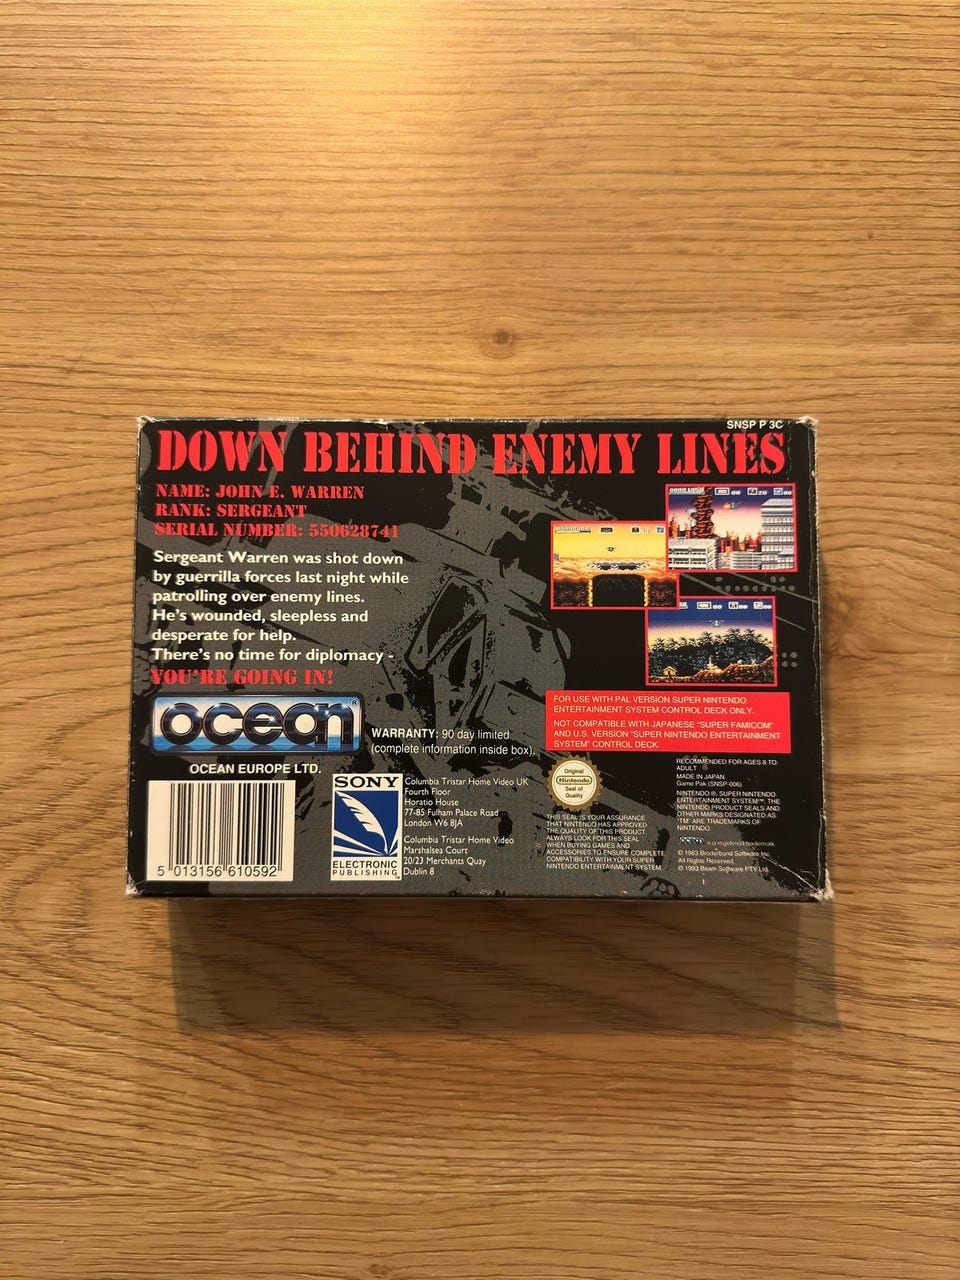 SNSP P 3C
DOWN BEHIND ENEMY LINES
NAME: JOHN E. WARREN
RANK: SERGEANT
SERIAL NUMBER: 550628741
Sergeant Warren was shot down
by guerrilla forces last night while
patrolling over enemy lines.
He's wounded, sleepless and
desperate for help.
There's no time for diplomacy -
YOU'RE GOING IN!
ocean®
OCEAN EUROPE LTD.
WARRANTY: 90 day limited
(complete information inside box).
5 013156 610592
SONY
ELECTRONIC
PUBLISHING™
Columbia Tristar Home Video UK
Fourth Floor
Horatio House
77-85 Fulham Palace Road
London W6 8JA
Columbia Tristar Home Video
Marshalsea Court
20/23 Merchants Quay
Dublin 8
FOR USE WITH PAL VERSION SUPER NINTENDO
ENTERTAINMENT SYSTEM CONTROL DECK ONLY.
NOT COMPATIBLE WITH JAPANESE "SUPER FAMICOM"
AND U.S. VERSION "SUPER NINTENDO ENTERTAINMENT
SYSTEM" CONTROL DECK.
Original
Nintendo
Seal of
Quality
THIS SEAL IS YOUR ASSURANCE
THAT NINTENDO HAS APPROVED
THE QUALITY OF THIS PRODUCT.
ALWAYS LOOK FOR THIS SEAL
WHEN BUYING GAMES AND
ACCESSORIES TO ENSURE COMPLETE
COMPATIBILITY WITH YOUR SUPER
NINTENDO ENTERTAINMENT SYSTEM.
RECOMMENDED FOR AGES 8 TO
ADULT
MADE IN JAPAN
Game Pak (SNSP-006)
NINTENDO ®, SUPER NINTENDO
ENTERTAINMENT SYSTEM™, THE
NINTENDO PRODUCT SEALS AND
OTHER MARKS DESIGNATED AS
"TM" ARE TRADEMARKS OF
NINTENDO.
ocean is a registered trademark
© 1983 Broderbund Software Inc.
All Rights Reserved.
© 1993 Beam Software PTY Ltd.